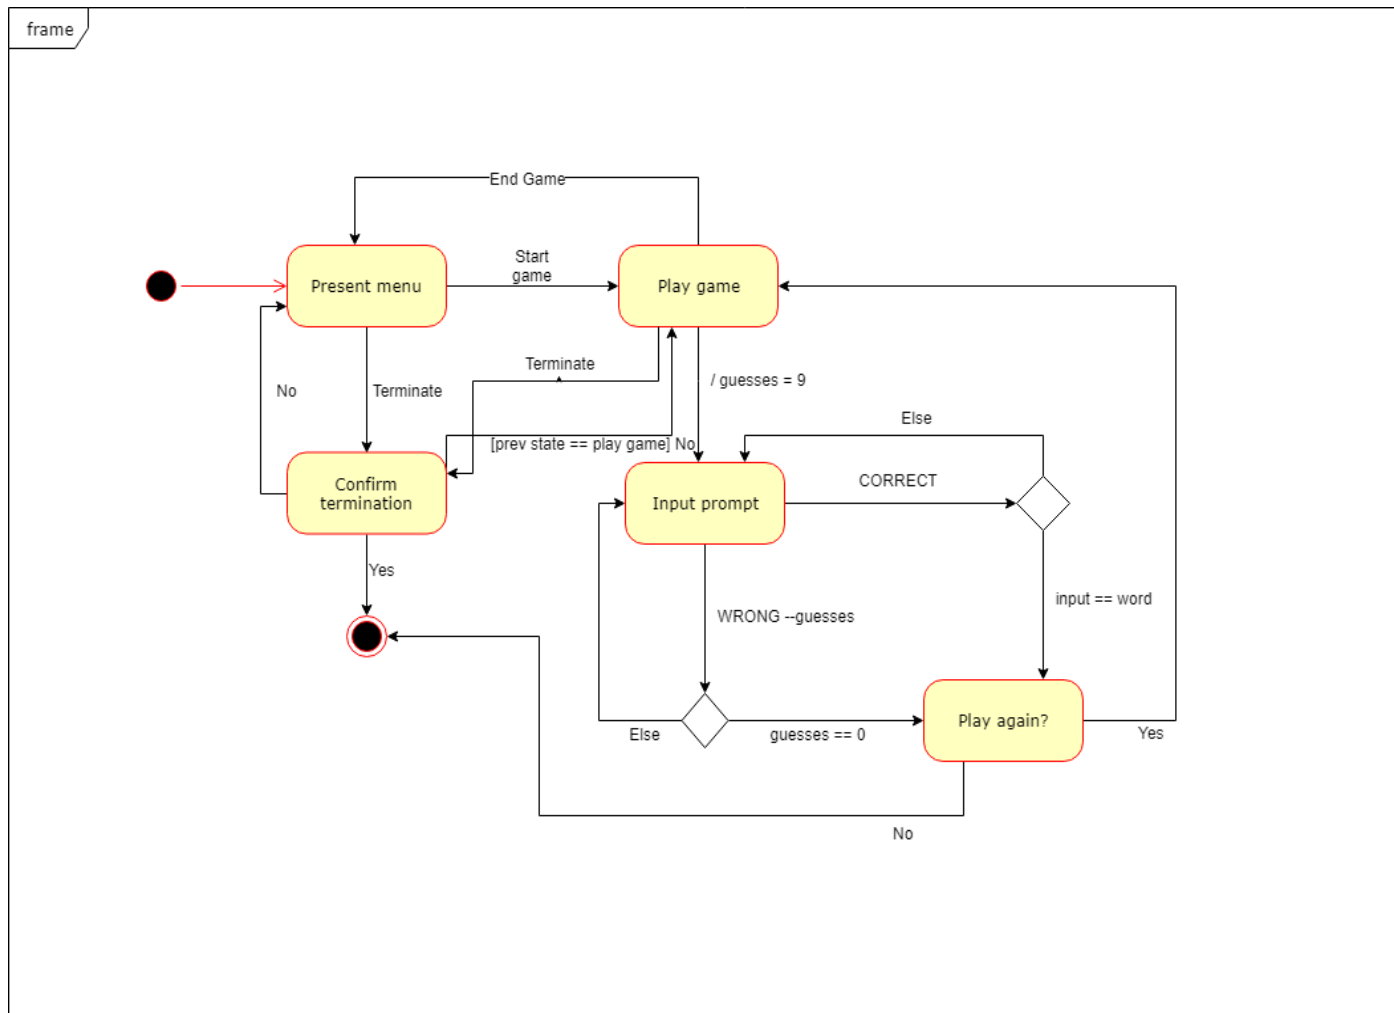 frame
End Game
Start
game
Present menu
Play game
Terminate
/ guesses = 9
No
Terminate
Else
[prev state == play game] No
CORRECT
Confirm
termination
Input prompt
Yes
input == word
WRONG --guesses
Play again?
Else
guesses == 0
Yes
No